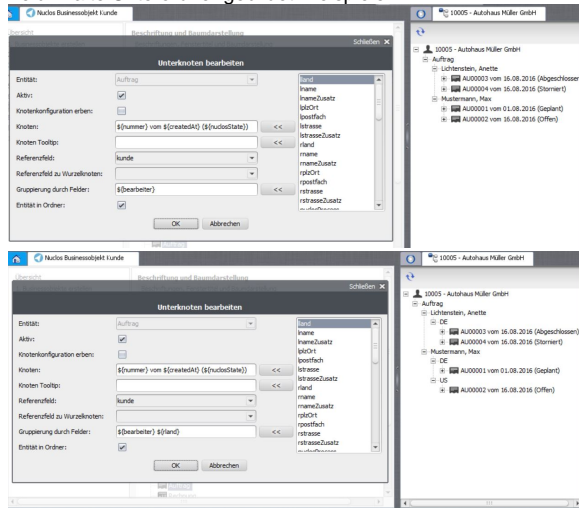 Nuclos Businessobjekt Kunde
Beschriftung und Baumdarstellung
Schließen
Unterknoten bearbeiten
Entität:
Auftrag
Aktiv:
Knotenkonfiguration erben:
Knoten:
${nummer} vom ${createdAt} (${nuclosState})
<<
Knoten Tooltip:
<<
Referenzfeld:
kunde
Referenzfeld zu Wurzelknoten:
Gruppierung durch Felder:
${bearbeiter}
<<
Entität in Ordner:
lland
lname
lnameZusatz
lplzOrt
lpostfach
lstrasse
lstrasseZusatz
rland
rname
rnameZusatz
rplzOrt
rpostfach
rstrasse
rstrasseZusatz
nuclosProcess
OK
Abbrechen
Auftrag
10005 - Autohaus Müller GmbH
10005 - Autohaus Müller GmbH
Auftrag
Lichtenstein, Anette
AU00003 vom 16.08.2016 (Abgeschlossen
AU00004 vom 16.08.2016 (Storniert)
Mustermann, Max
AU00001 vom 01.08.2016 (Geplant)
AU00002 vom 16.08.2016 (Offen)
Nuclos Businessobjekt Kunde
Übersicht
Beschriftung und Baumdarstellung
Schließen
Unterknoten bearbeiten
Entität:
Auftrag
Aktiv:
Knotenkonfiguration erben:
Knoten:
${nummer} vom ${createdAt} (${nuclosState})
<<
Knoten Tooltip:
<<
Referenzfeld:
kunde
Referenzfeld zu Wurzelknoten:
Gruppierung durch Felder:
${bearbeiter} ${rland}
<<
Entität in Ordner:
lland
lname
lnameZusatz
lplzOrt
lpostfach
lstrasse
lstrasseZusatz
rland
rname
rnameZusatz
rplzOrt
rpostfach
rstrasse
rstrasseZusatz
nuclosProcess
OK
Abbrechen
Auftrag
10005 - Autohaus Müller GmbH
10005 - Autohaus Müller GmbH
Auftrag
Lichtenstein, Anette
DE
AU00003 vom 16.08.2016 (Abgeschlossen)
AU00004 vom 16.08.2016 (Storniert)
Mustermann, Max
DE
AU00001 vom 01.08.2016 (Geplant)
US
AU00002 vom 16.08.2016 (Offen)